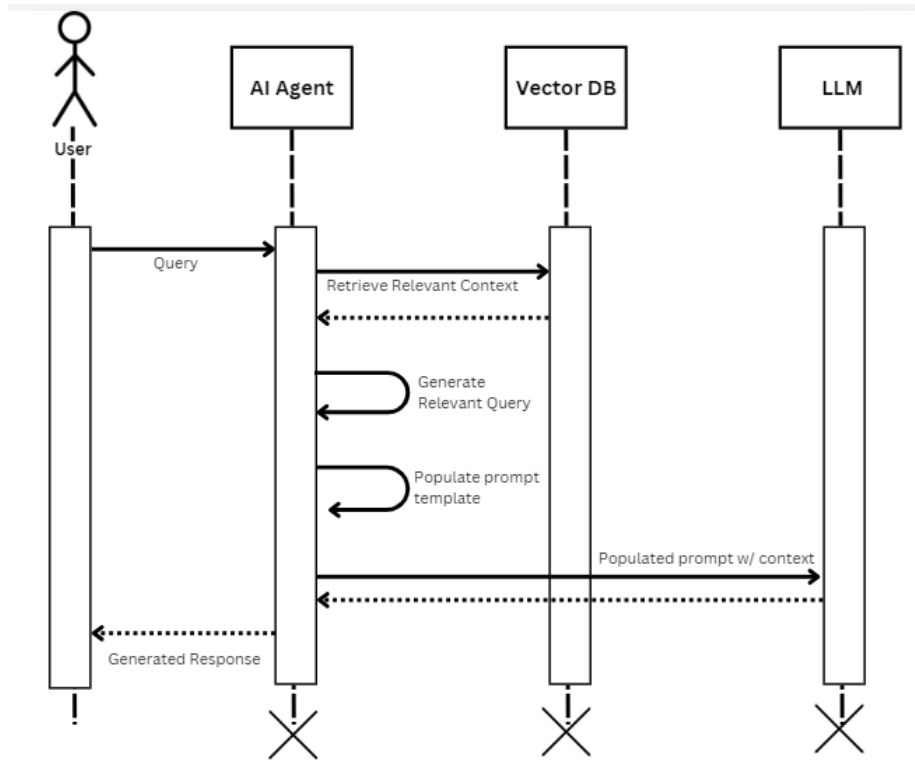 AI Agent
Vector DB
LLM
User
Query
Retrieve Relevant Context
Generate
Relevant Query
Populate prompt
template
Populated prompt w/ context
Generated Response